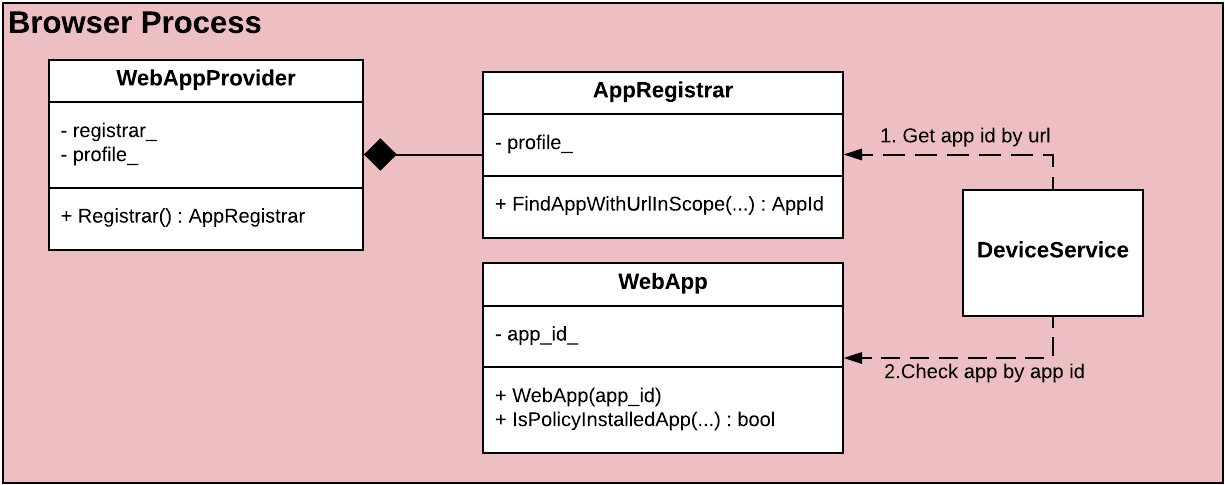 Browser Process
WebAppProvider
- registrar_
- profile_
+ Registrar() : AppRegistrar
AppRegistrar
- profile_
+ FindAppWithUrlInScope(...) : AppId
1. Get app id by url
DeviceService
WebApp
- app_id_
+ WebApp(app_id)
+ IsPolicyInstalledApp(...) : bool
2.Check app by app id